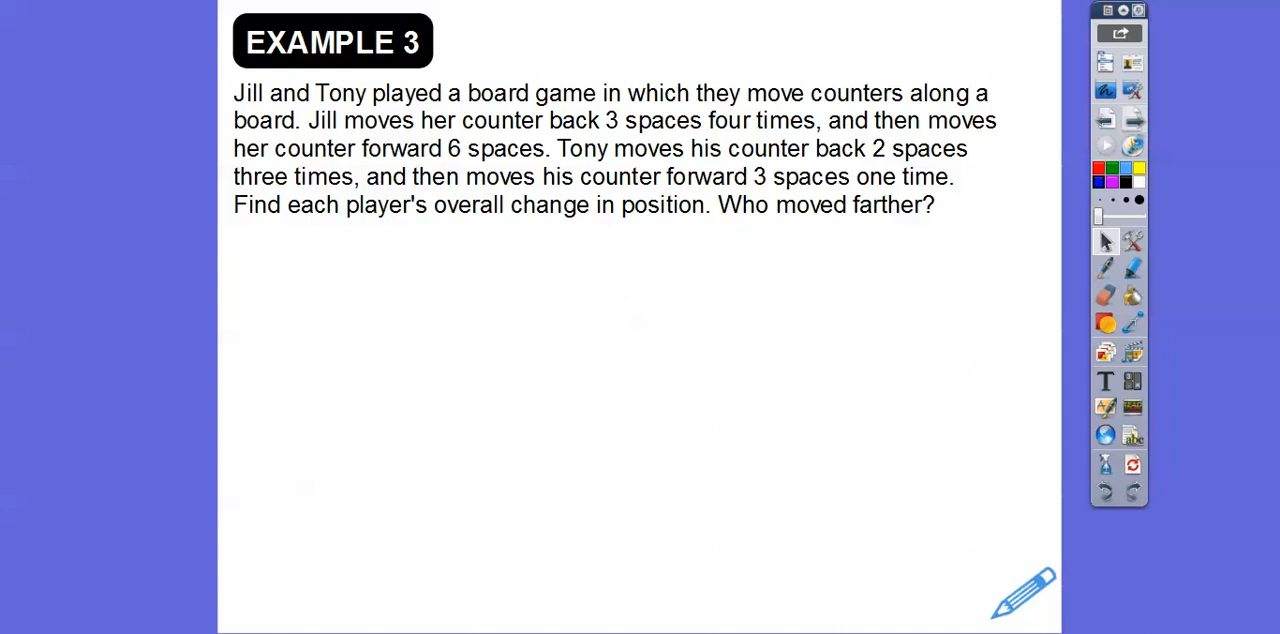 EXAMPLE 3
Jill and Tony played a board game in which they move counters along a
board. Jill moves her counter back 3 spaces four times, and then moves
her counter forward 6 spaces. Tony moves his counter back 2 spaces
three times, and then moves his counter forward 3 spaces one time.
Find each player's overall change in position. Who moved farther?
T
abc